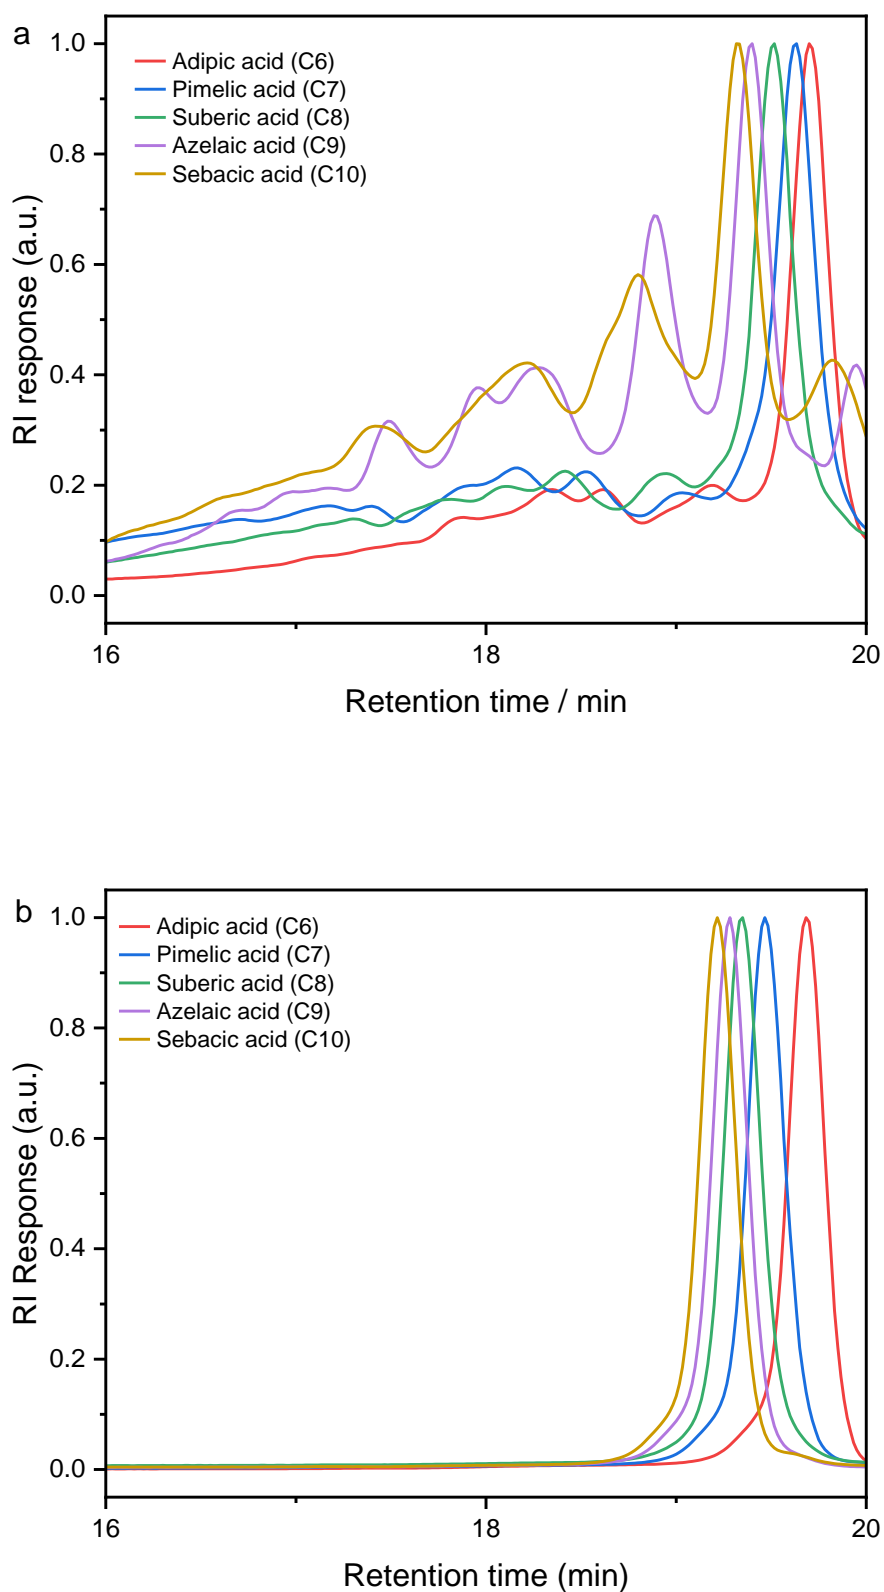 a
1.0
0.8
0.6
0.4
0.2
0.0
RI response (a.u.)
Adipic acid (C6)
Pimelic acid (C7)
Suberic acid (C8)
Azelaic acid (C9)
Sebacic acid (C10)
16
18
20
Retention time / min
b
1.0
0.8
0.6
0.4
0.2
0.0
RI Response (a.u.)
Adipic acid (C6)
Pimelic acid (C7)
Suberic acid (C8)
Azelaic acid (C9)
Sebacic acid (C10)
16
18
20
Retention time (min)